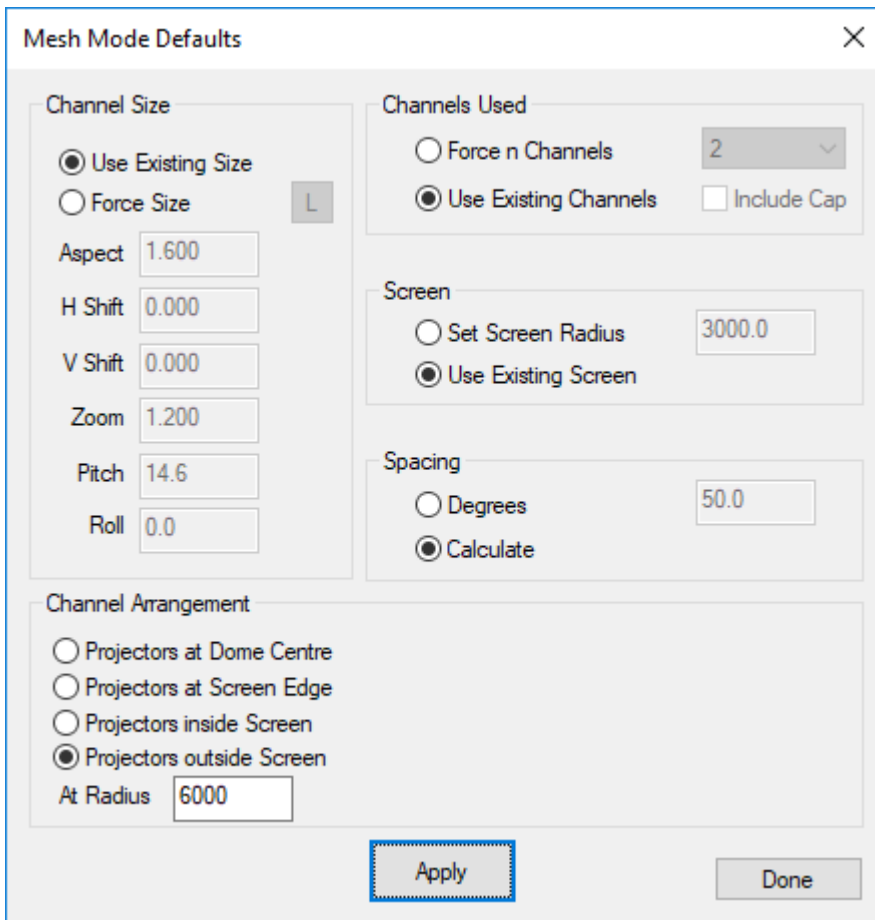 Mesh Mode Defaults
Channel Size
Use Existing Size
Force Size L
Aspect 1.600
H Shift 0.000
V Shift 0.000
Zoom 1.200
Pitch 14.6
Roll 0.0
Channels Used
Force n Channels 2
Use Existing Channels Include Cap
Screen
Set Screen Radius 3000.0
Use Existing Screen
Spacing
Degrees 50.0
Calculate
Channel Arrangement
Projectors at Dome Centre
Projectors at Screen Edge
Projectors inside Screen
Projectors outside Screen
At Radius 6000
Apply
Done